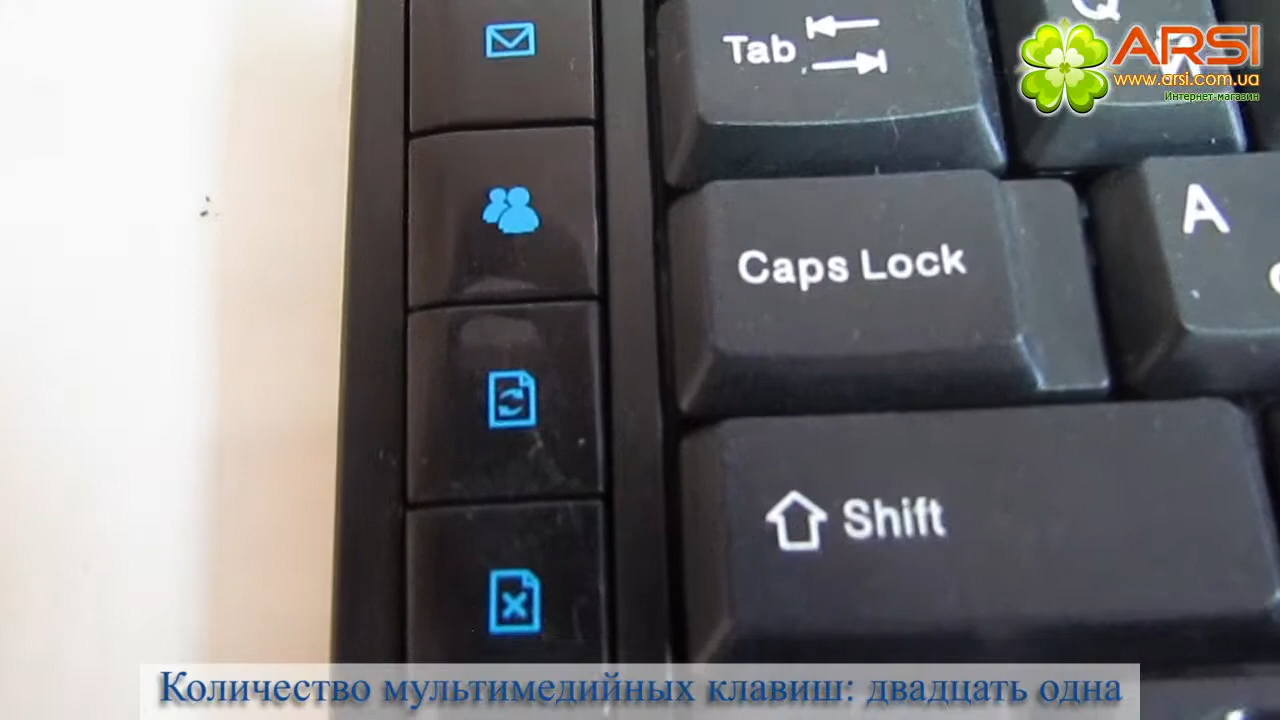 Tab
Q
W
ARSI
www.arsi.com.ua
Интернет-магазин
Caps Lock
A
Shift
Количество мультимедийных клавиш: двадцать одна